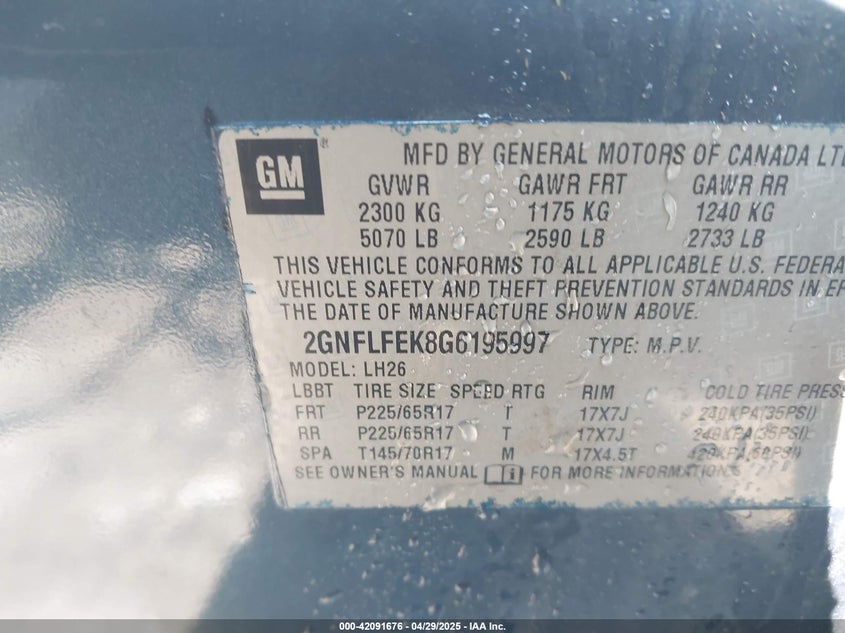 GM
MFD BY GENERAL MOTORS OF CANADA LTD
GVWR GAWR FRT GAWR RR
2300 KG 1175 KG 1240 KG
5070 LB 2590 LB 2733 LB
THIS VEHICLE CONFORMS TO ALL APPLICABLE U.S. FEDERA
VEHICLE SAFETY AND THEFT PREVENTION STANDARDS IN EF
THE DATE OF MANUFACTURE SHOWN ABOVE.
2GNFLFEK8G6195997 TYPE: M.P.V.
MODEL: LH26
LBBT TIRE SIZE SPEED RTG RIM COLD TIRE PRESS
FRT P225/65R17 T 17X7J 240KPA(35PSI)
RR P225/65R17 T 17X7J 240KPA(35PSI)
SPA T145/70R17 M 17X4.5T 420KPA(60PSI)
SEE OWNER'S MANUAL FOR MORE INFORMATION
000-42091676 - 04/29/2025 - IAA Inc.